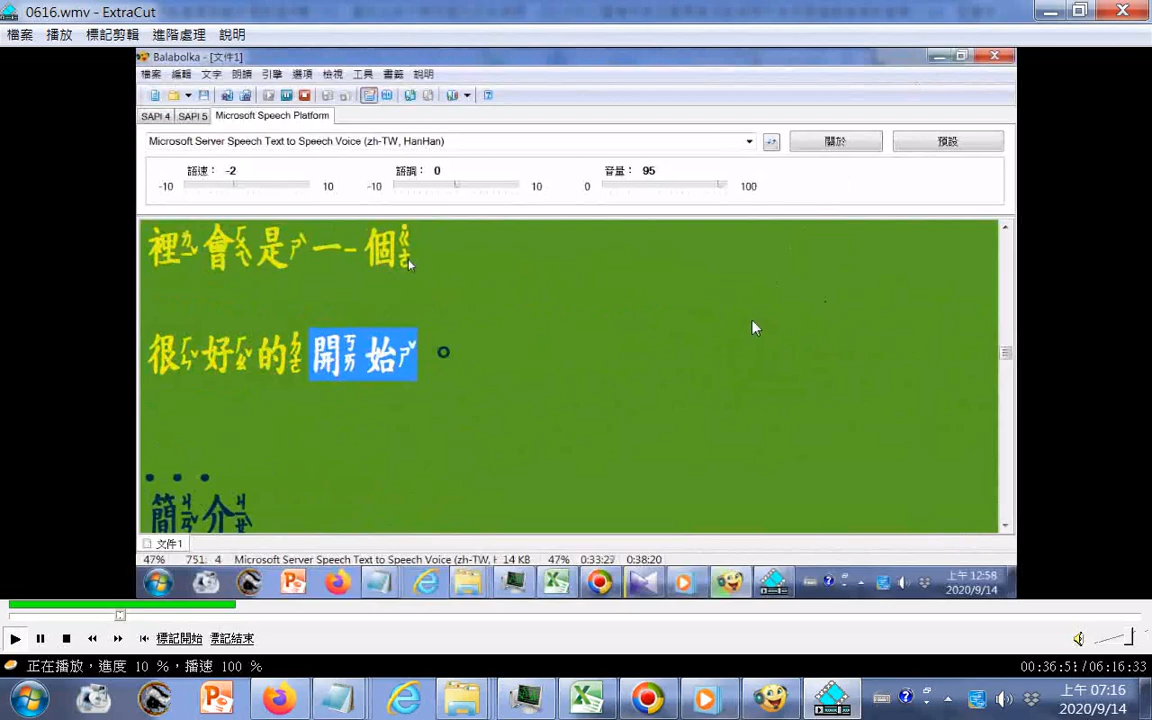 0616.wmv - ExtraCut
檔案 播放 標記剪輯 進階處理 說明
Balabolka - [文件1]
檔案 編輯 文字 朗讀 引擎 選項 檢視 工具 書籤 說明
SAPI 4 SAPI 5 Microsoft Speech Platform
Microsoft Server Speech Text to Speech Voice (zh-TW, HanHan) 關於 預設
語速： -2 語調： 0 音量： 95
-10 10 -10 10 0 100
裡會是一個
很好的開始。
...
簡介
文件1
47% 751: 4 Microsoft Server Speech Text to Speech Voice (zh-TW, H 14 KB 47% 0:33:27 0:38:20
上午 12:58
2020/9/14
標記開始 標記結束
正在播放，進度 10 %，播速 100 % 00:36:51/06:16:33
上午 07:16
2020/9/14